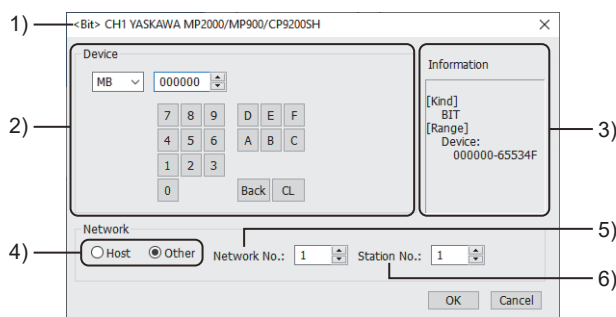 1)
<Bit> CH1 YASKAWA MP2000/MP900/CP9200SH
Device
MB 000000
7 8 9 D E F
4 5 6 A B C
1 2 3
0 Back CL
2)
Information
[Kind]
BIT
[Range]
Device:
000000-65534F
3)
Network
4)
Host Other Network No.: 1 Station No.: 1
5)
6)
OK Cancel